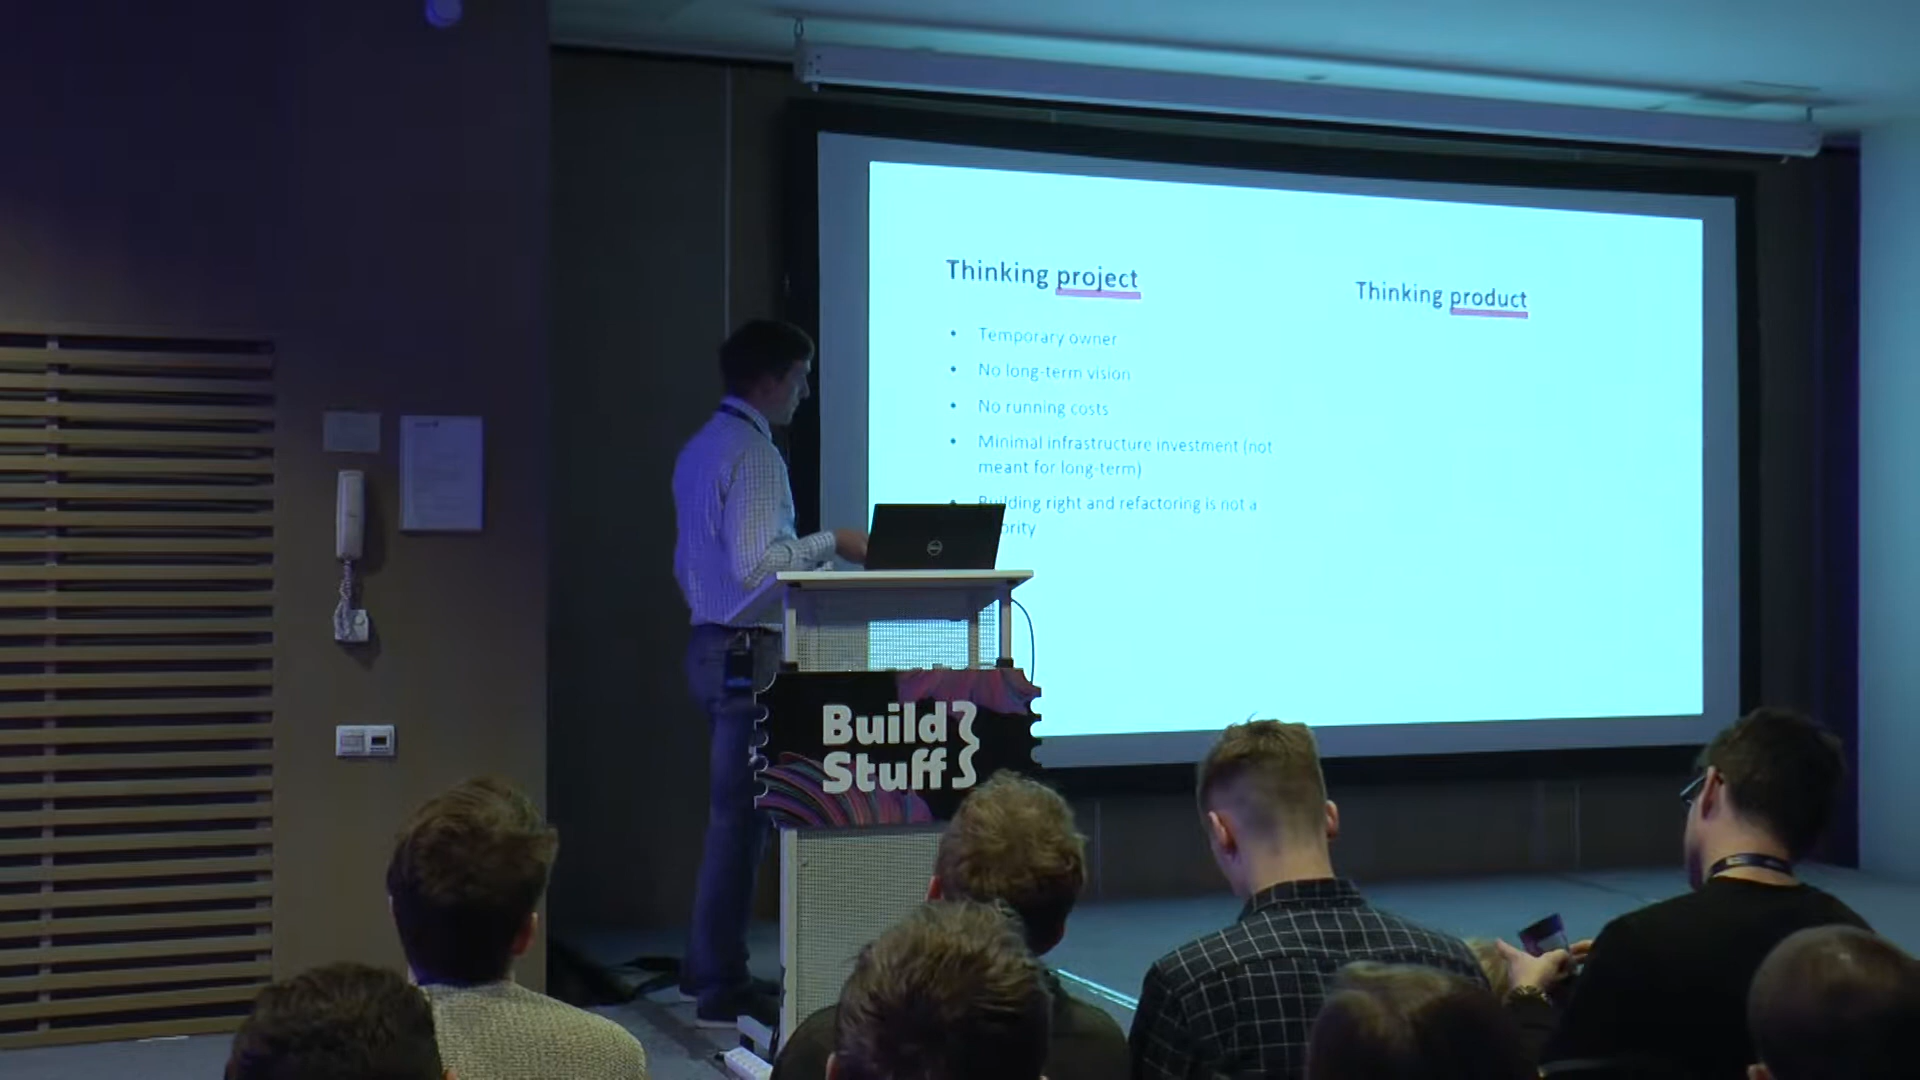 Thinking project
• Temporary owner
• No long-term vision
• No running costs
• Minimal infrastructure investment (not
meant for long-term)
• Building right and refactoring is not a
Thinking product
Build
Stuff
DELL